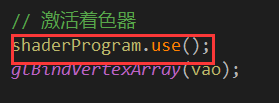 // 激活着色器
shaderProgram.use();
glBindVertexArray(vao);